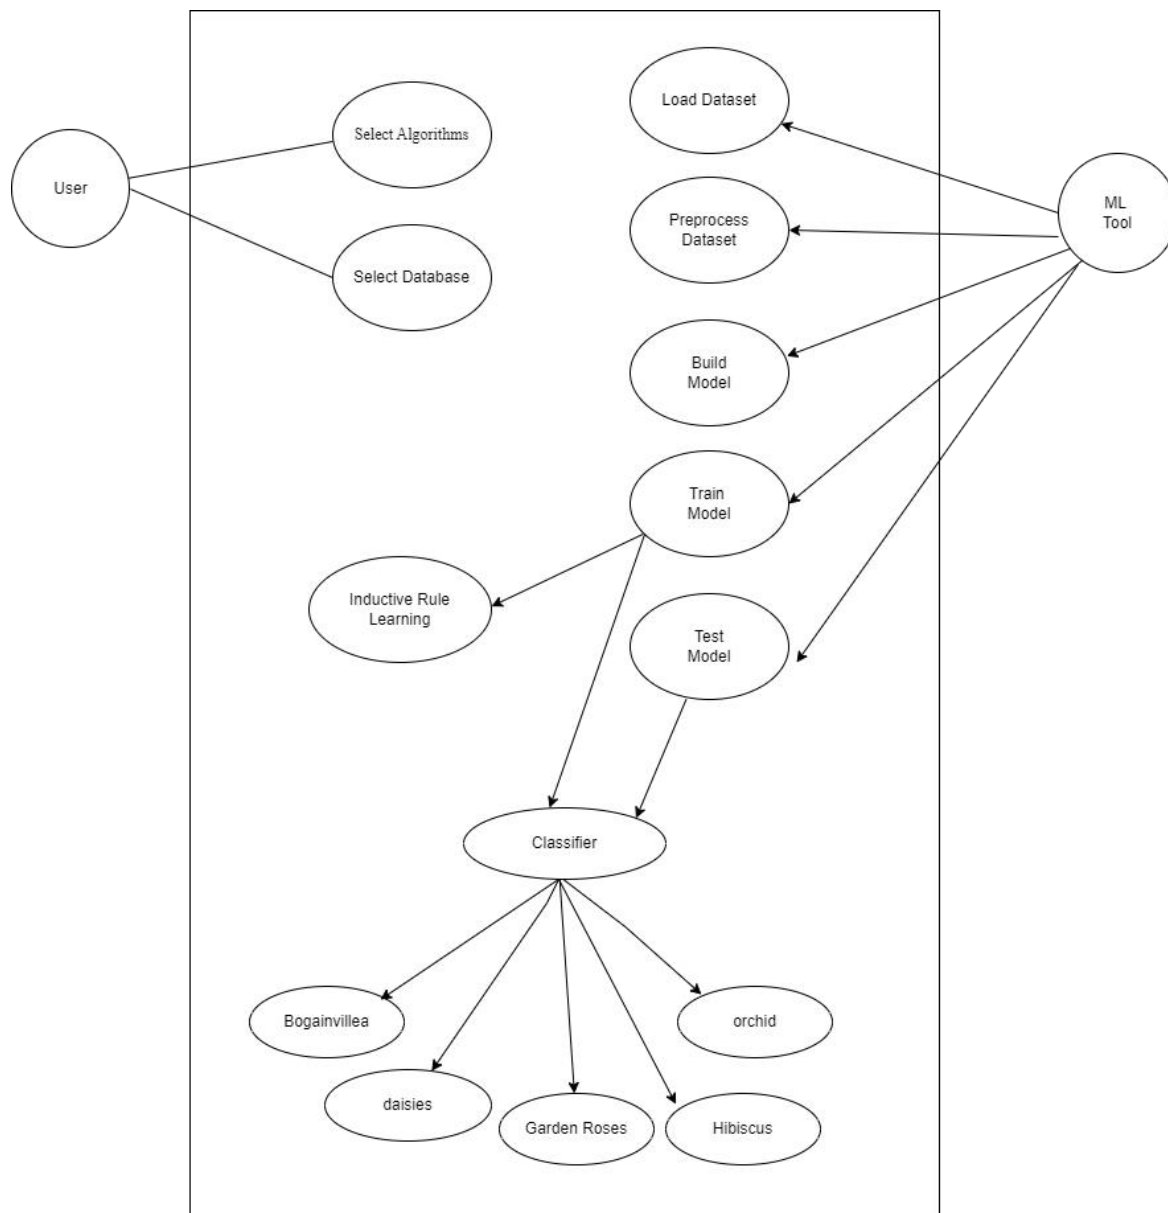 Load Dataset
Select Algorithms
User
ML
Tool
Preprocess
Dataset
Select Database
Build
Model
Train
Model
Inductive Rule
Learning
Test
Model
Classifier
Bogainvillea
orchid
daisies
Garden Roses
Hibiscus